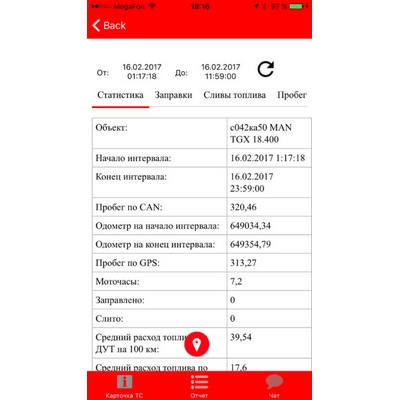 MegaFon 19:16 97 %
Back
От: 16.02.2017 01:17:18 До: 16.02.2017 11:59:00
Статистика Заправки Сливы топлива Пробег
Объект: с042ка50 MAN
TGX 18.400
Начало интервала: 16.02.2017 1:17:18
Конец интервала: 16.02.2017
23:59:00
Пробег по CAN: 320,46
Одометр на начало интервала: 649034,34
Одометр на конец интервала: 649354,79
Пробег по GPS: 313,27
Моточасы: 7,2
Заправлено: 0
Слито: 0
Средний расход топлива 39,54
ДУТ на 100 км:
Средний расход топлива по 17,6
Карточка ТС Отчет Чат